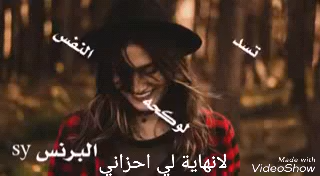 النفس
تسد
لوكحه
البرنس sy
لانهاية لي احزاني
Made with
VideoShow